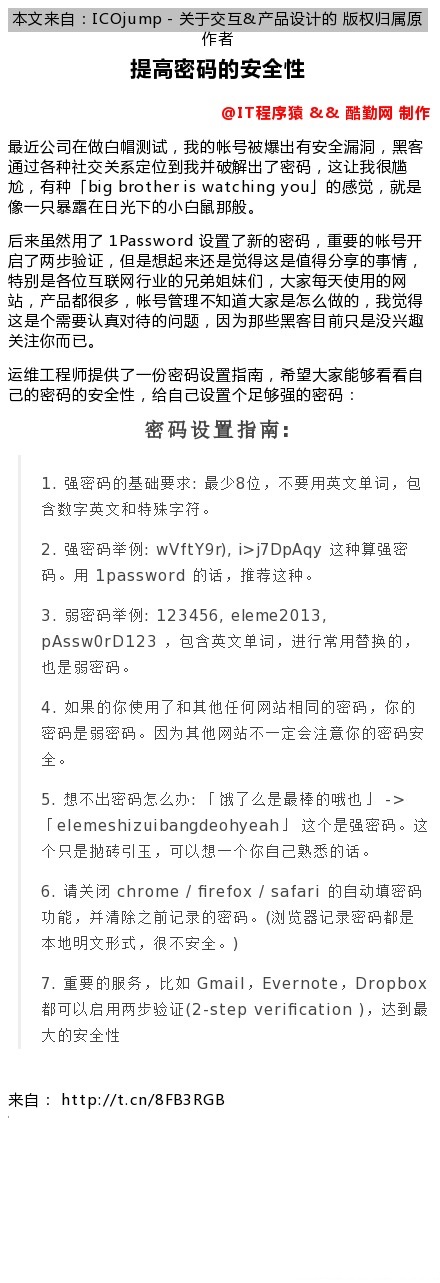 本文来自：ICOjump - 关于交互&产品设计的 版权归属原
作者
提高密码的安全性
@IT程序猿 && 酷勤网 制作
最近公司在做白帽测试，我的帐号被爆出有安全漏洞，黑客
通过各种社交关系定位到我并破解出了密码，这让我很尴
尬，有种「big brother is watching you」的感觉，就是
像一只暴露在日光下的小白鼠那般。
后来虽然用了 1Password 设置了新的密码，重要的帐号开
启了两步验证，但是想起来还是觉得这是值得分享的事情，
特别是各位互联网行业的兄弟姐妹们，大家每天使用的网
站，产品都很多，帐号管理不知道大家是怎么做的，我觉得
这是个需要认真对待的问题，因为那些黑客目前只是没兴趣
关注你而已。
运维工程师提供了一份密码设置指南，希望大家能够看看自
己的密码的安全性，给自己设置个足够强的密码：
密码设置指南:
1. 强密码的基础要求: 最少8位，不要用英文单词，包
含数字英文和特殊字符。
2. 强密码举例: wVftY9r), i>j7DpAqy 这种算强密
码。用 1password 的话，推荐这种。
3. 弱密码举例: 123456, eleme2013,
pAssw0rD123 ，包含英文单词，进行常用替换的，
也是弱密码。
4. 如果的你使用了和其他任何网站相同的密码，你的
密码是弱密码。因为其他网站不一定会注意你的密码安
全。
5. 想不出密码怎么办: 「 饿了么是最棒的哦也 」 ->
「 elemeshizuibangdeohyeah 」 这个是强密码。这
个只是抛砖引玉，可以想一个你自己熟悉的话。
6. 请关闭 chrome / firefox / safari 的自动填密码
功能，并清除之前记录的密码。(浏览器记录密码都是
本地明文形式，很不安全。)
7. 重要的服务，比如 Gmail，Evernote，Dropbox
都可以启用两步验证(2-step verification )，达到最
大的安全性
来自： http://t.cn/8FB3RGB